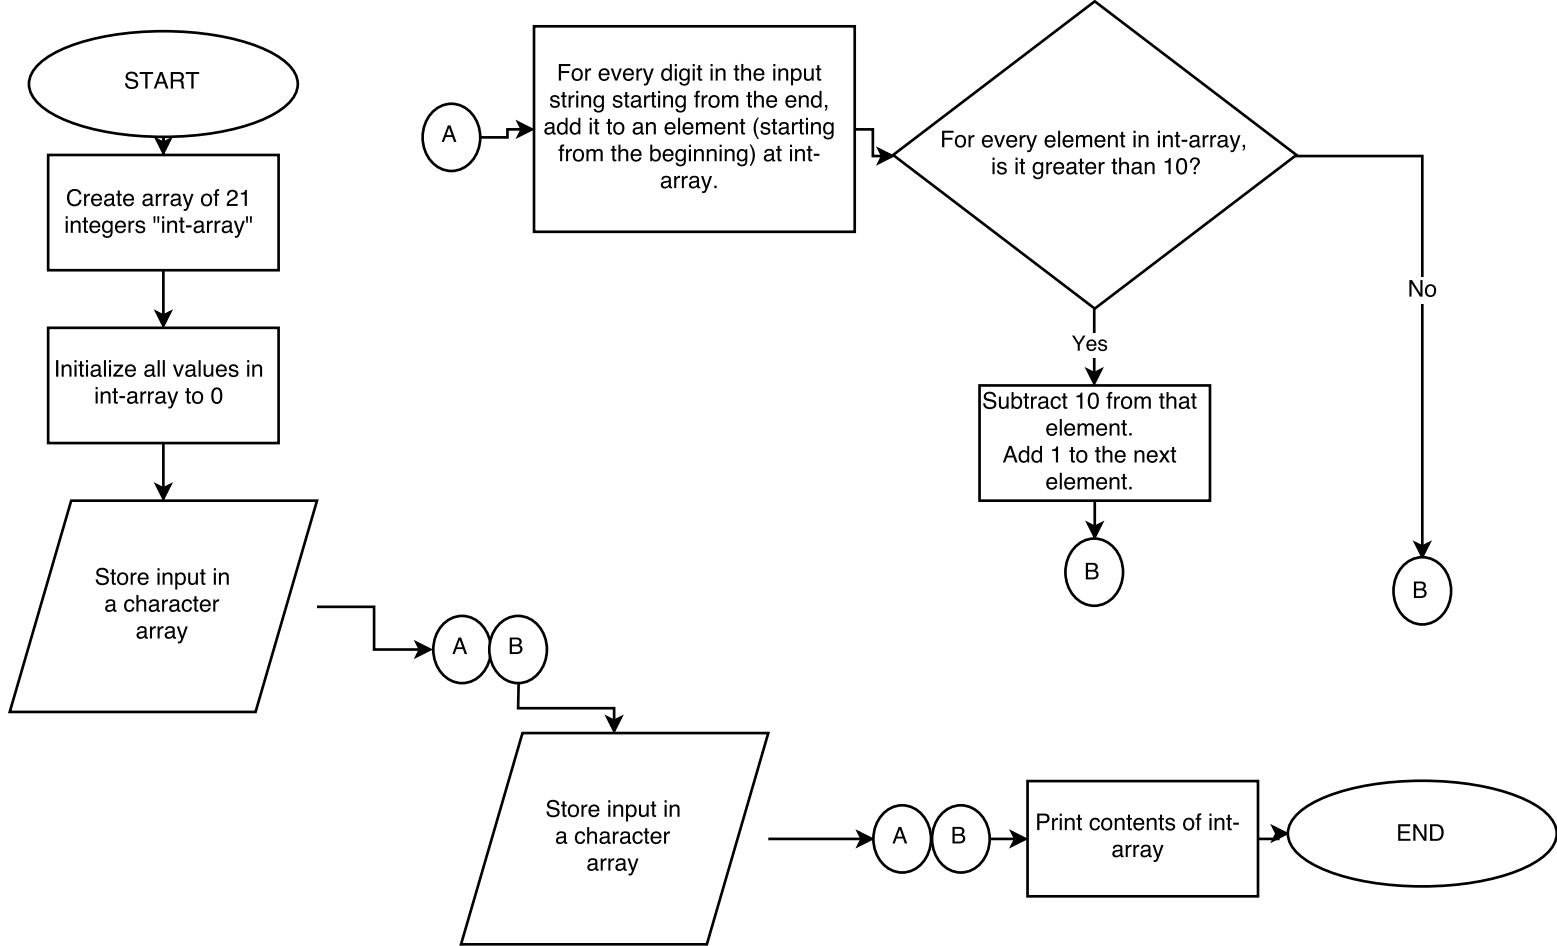 START
Create array of 21
integers "int-array"
Initialize all values in
int-array to 0
Store input in
a character
array
A
B
Store input in
a character
array
A
B
Print contents of int-
array
END
A
For every digit in the input
string starting from the end,
add it to an element (starting
from the beginning) at int-
array.
For every element in int-array,
is it greater than 10?
Yes
Subtract 10 from that
element.
Add 1 to the next
element.
B
No
B